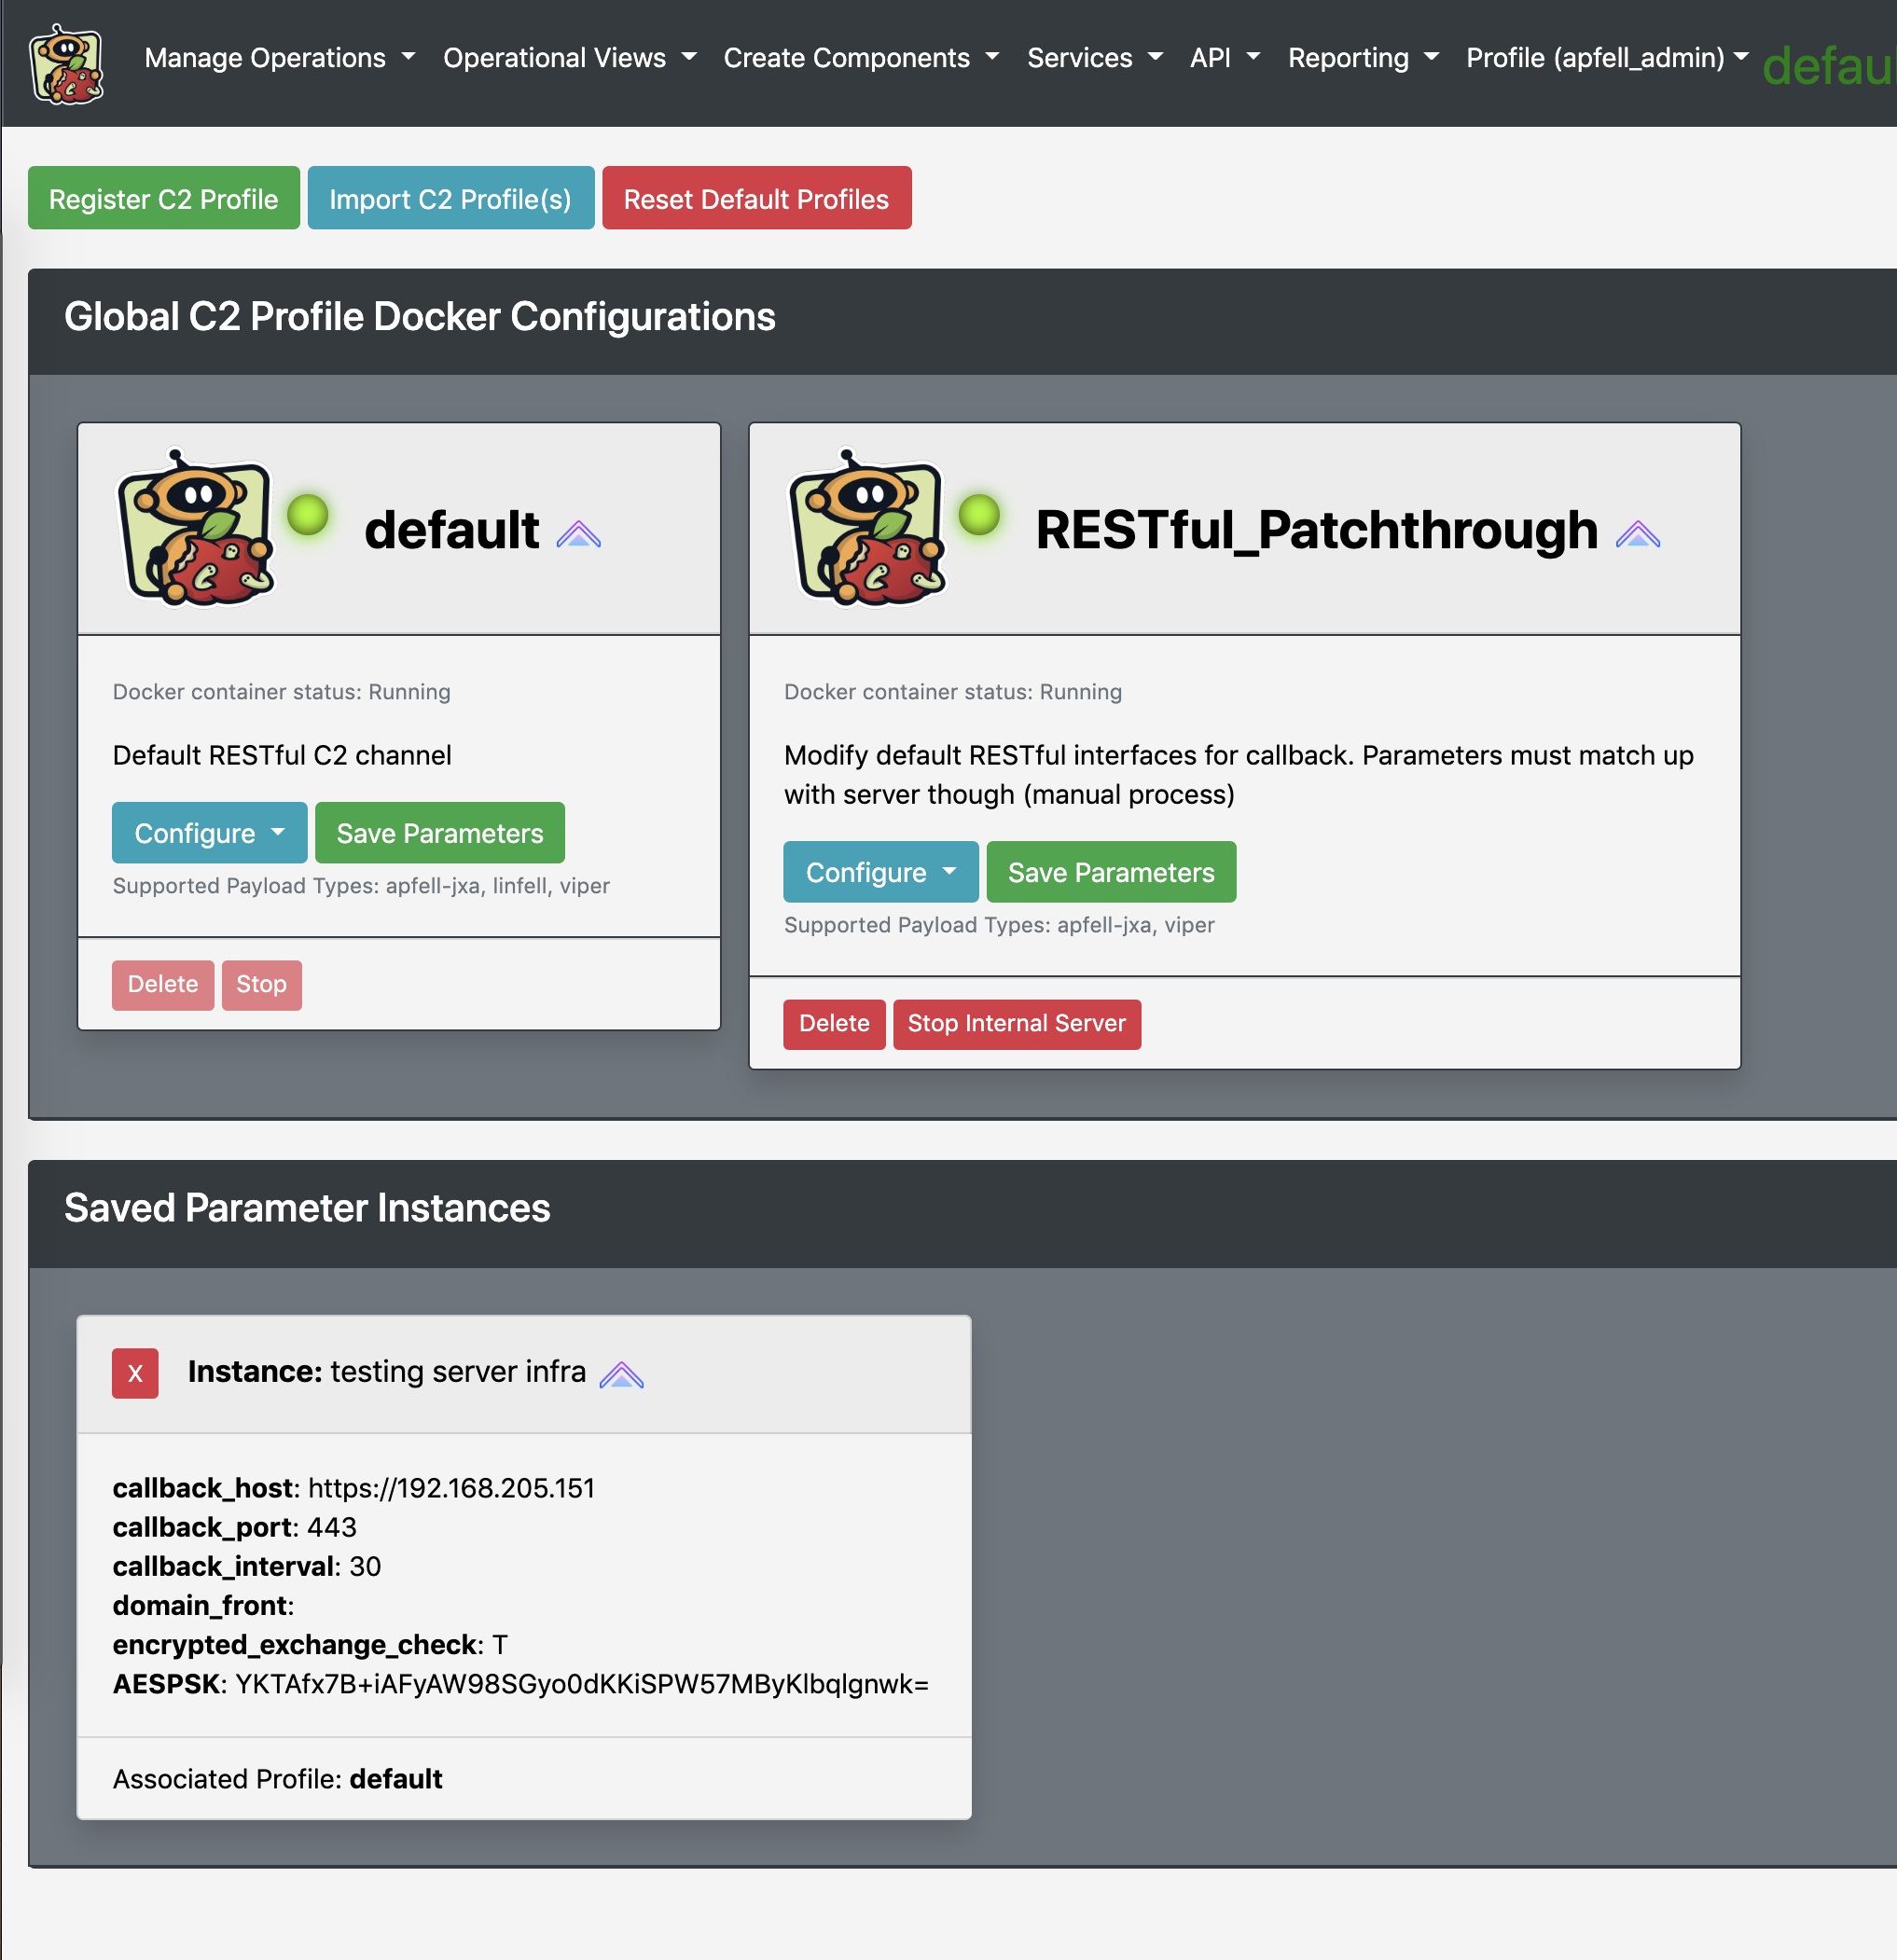 Manage Operations Operational Views Create Components Services API Reporting Profile (apfell_admin) defau
Register C2 Profile Import C2 Profile(s) Reset Default Profiles
Global C2 Profile Docker Configurations
default
Docker container status: Running
Default RESTful C2 channel
Configure Save Parameters
Supported Payload Types: apfell-jxa, linfell, viper
Delete Stop
RESTful_Patchthrough
Docker container status: Running
Modify default RESTful interfaces for callback. Parameters must match up
with server though (manual process)
Configure Save Parameters
Supported Payload Types: apfell-jxa, viper
Delete Stop Internal Server
Saved Parameter Instances
x Instance: testing server infra
callback_host: https://192.168.205.151
callback_port: 443
callback_interval: 30
domain_front:
encrypted_exchange_check: T
AESPSK: YKTAfx7B+iAFyAW98SGyo0dKKiSPW57MByKlbqlgnwk=
Associated Profile: default